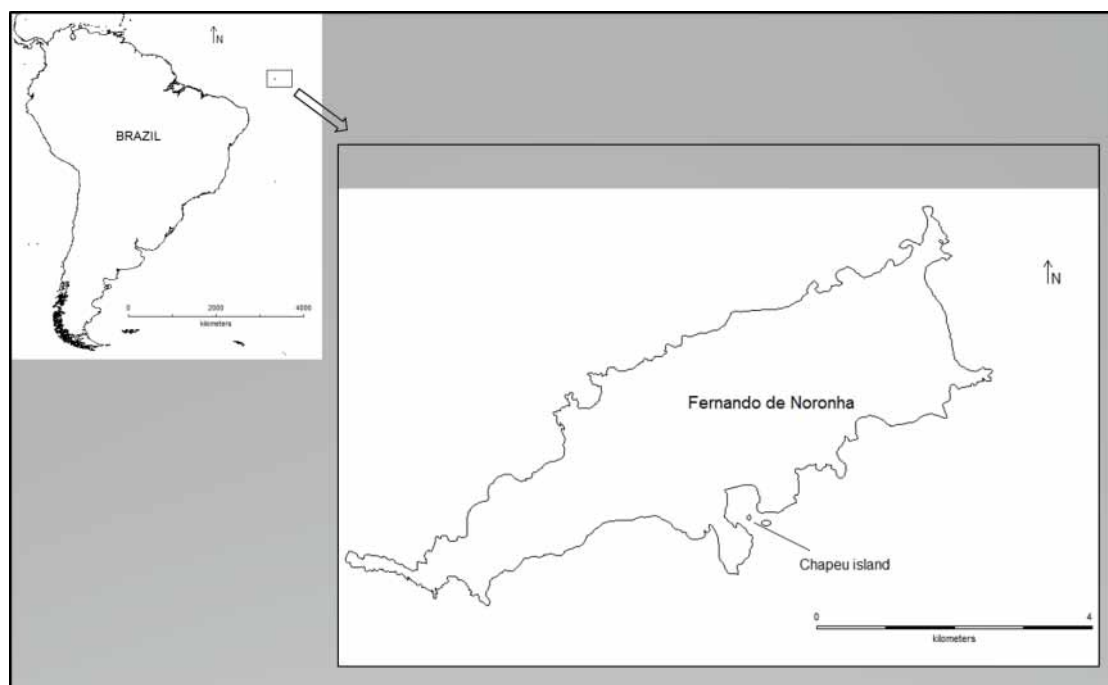 N
BRAZIL
0 2000 4000
kilometers
N
Fernando de Noronha
Chapeu island
0 4
kilometers